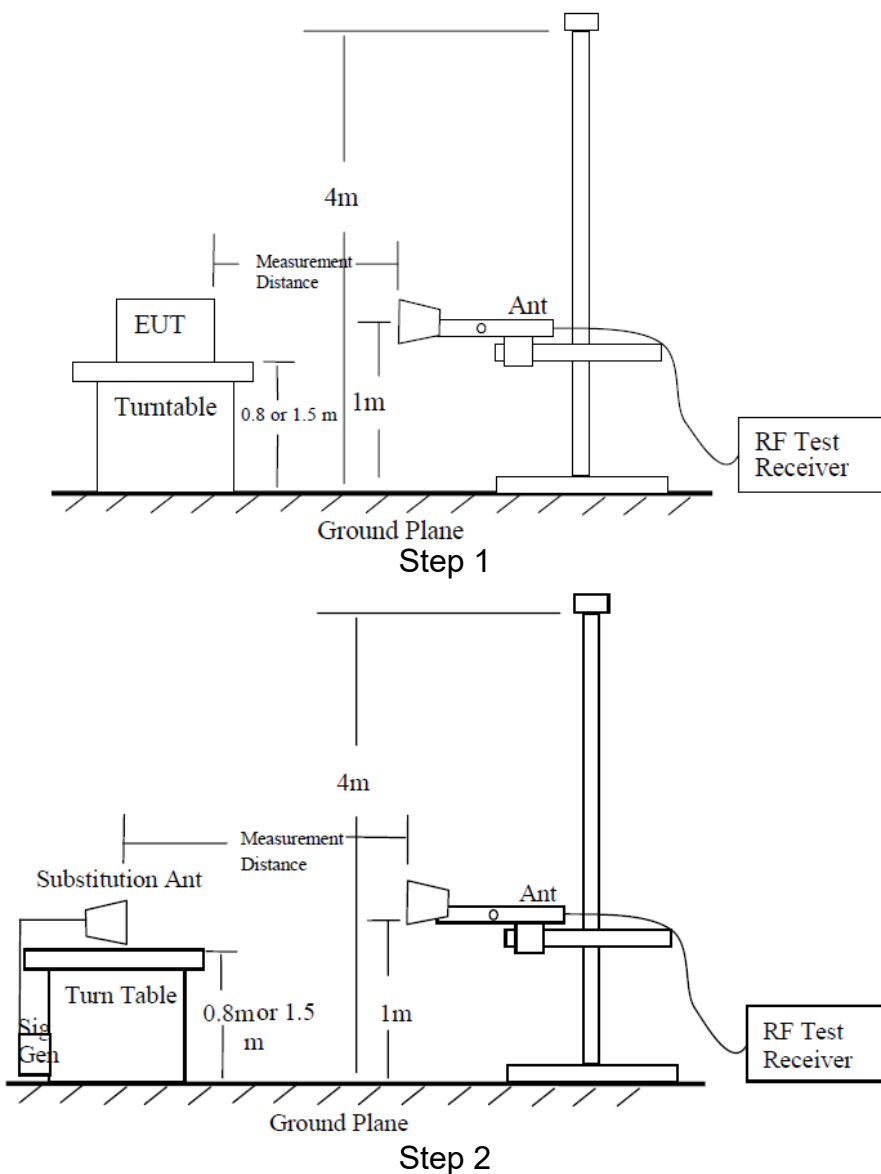 4m
Measurement
Distance
EUT
Ant
Turntable
0.8 or 1.5 m
1m
RF Test
Receiver
Ground Plane
Step 1
4m
Measurement
Distance
Substitution Ant
Ant
Turn Table
0.8m or 1.5
m
1m
Sig
Gen
RF Test
Receiver
Ground Plane
Step 2